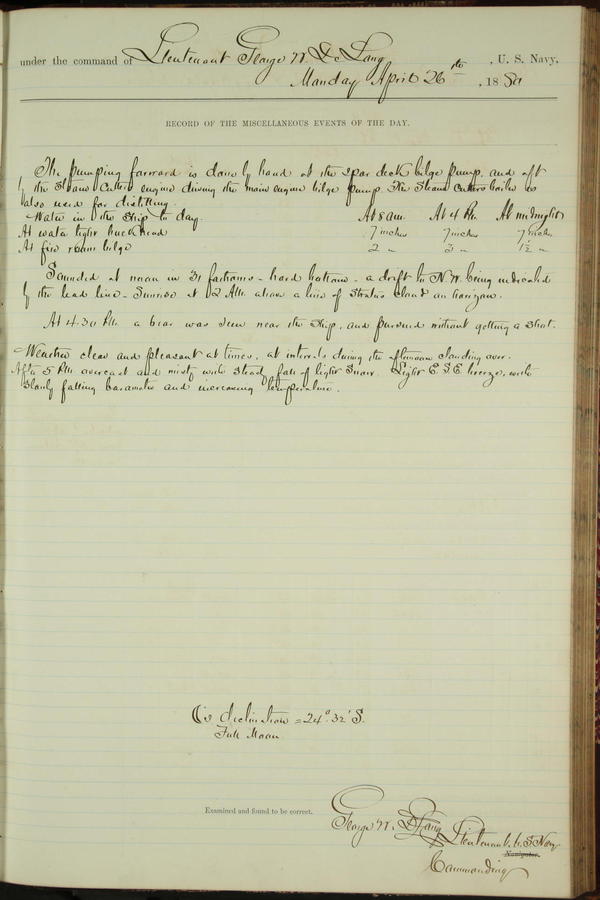 under the command of Lieutenant George W. De Long , U. S. Navy,
Monday April 26th , 1880
RECORD OF THE MISCELLANEOUS EVENTS OF THE DAY.
The pumping forward is done by hand at the spar deck bilge pump, and aft
by the Steam Cutters engine driving the main engine bilge pump. The Steam Cutters boiler is
also used for distilling.
Water in the ship to day. At 8 am. At 4 PM. At midnight
At water tight bulkhead 7 inches 7 inches 7 inches
At fire room bilge 2 " 3 " 1½ "
Sounded at noon in 31 fathoms - hard bottom - a drift to N.W. being indicated
by the lead line - Sunrise at 2 AM. above a line of Stratus Cloud on horizon.
At 4.30 PM. a bear was seen near the ship, and pursued without getting a shot.
Weather clear and pleasant at times, at intervals during the afternoon clouding over.
After 5 PM overcast and misty with steady fall of light snow. Light E.S.E. breeze, with
slowly falling barometer and increasing temperature.
☾'s declination = 24°. 32' S.
Full Moon
Examined and found to be correct.
George W. De Long Lieutenant U.S Navy
Navigator.
Commanding